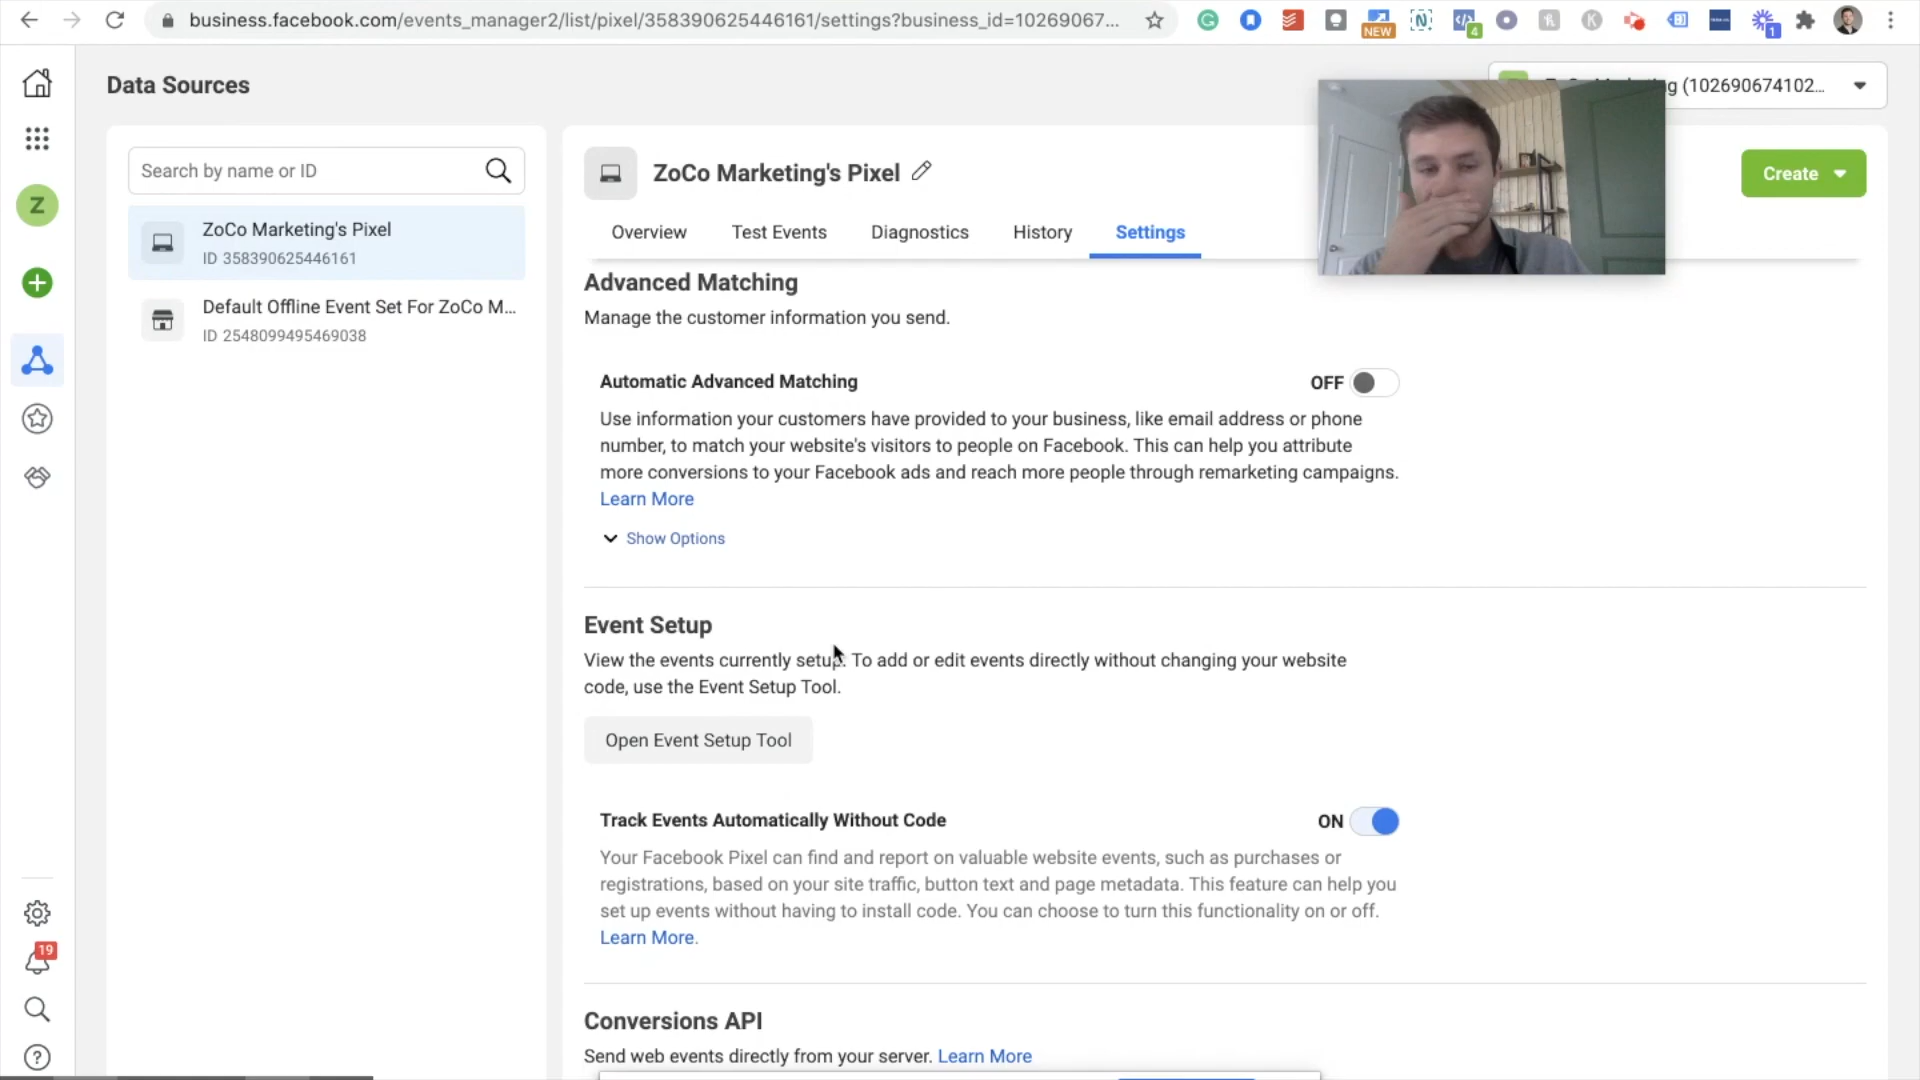 business.facebook.com/events_manager2/list/pixel/358390625446161/settings?business_id=10269067...
NEW
4
1
Data Sources
g (102690674102...
Search by name or ID
ZoCo Marketing's Pixel
Create
Z
ZoCo Marketing's Pixel
ID 358390625446161
Overview
Test Events
Diagnostics
History
Settings
Default Offline Event Set For ZoCo M...
ID 2548099495469038
Advanced Matching
Manage the customer information you send.
Automatic Advanced Matching
OFF
Use information your customers have provided to your business, like email address or phone
number, to match your website's visitors to people on Facebook. This can help you attribute
more conversions to your Facebook ads and reach more people through remarketing campaigns.
Learn More
Show Options
Event Setup
View the events currently setup. To add or edit events directly without changing your website
code, use the Event Setup Tool.
Open Event Setup Tool
Track Events Automatically Without Code
ON
Your Facebook Pixel can find and report on valuable website events, such as purchases or
registrations, based on your site traffic, button text and page metadata. This feature can help you
set up events without having to install code. You can choose to turn this functionality on or off.
Learn More.
19
Conversions API
Send web events directly from your server. Learn More